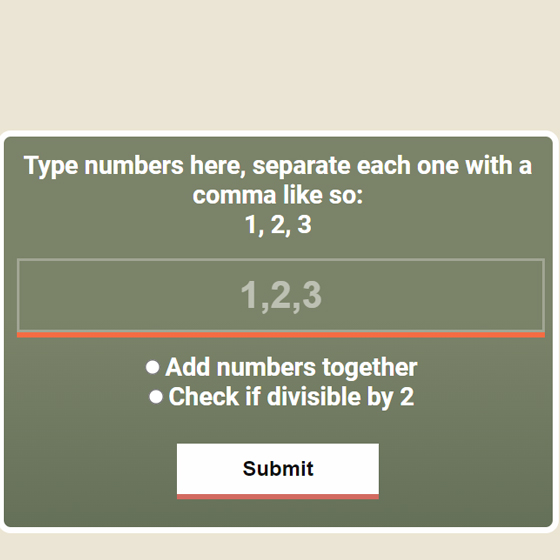 Type numbers here, separate each one with a
comma like so:
1, 2, 3
1,2,3
Add numbers together
Check if divisible by 2
Submit